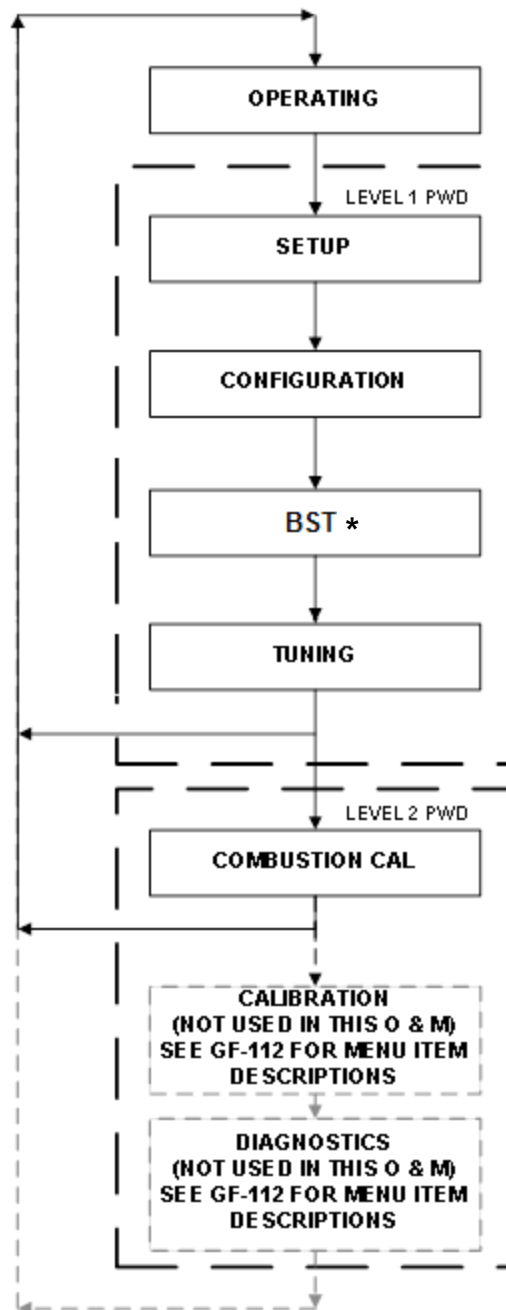 OPERATING
LEVEL 1 PWD
SETUP
CONFIGURATION
BST *
TUNING
LEVEL 2 PWD
COMBUSTION CAL
CALIBRATION
(NOT USED IN THIS O & M)
SEE GF-112 FOR MENU ITEM
DESCRIPTIONS
DIAGNOSTICS
(NOT USED IN THIS O & M)
SEE GF-112 FOR MENU ITEM
DESCRIPTIONS